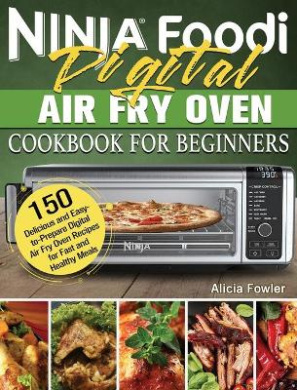 NINJA® Foodi
Digital
AIR FRY OVEN
COOKBOOK FOR BEGINNERS
150
Delicious and Easy-
to-Prepare Digital
Air Fry Oven Recipes
for Fast and
Healthy Meals
NINJA
Alicia Fowler